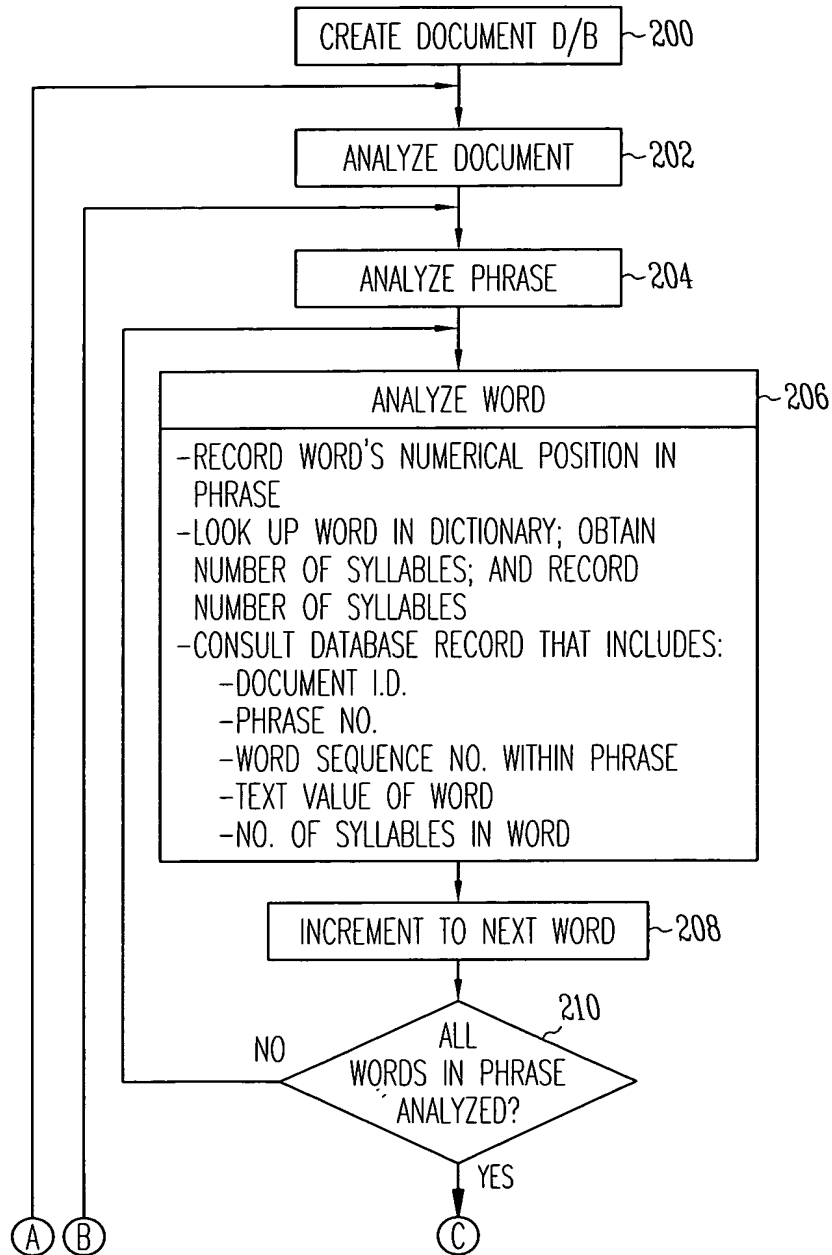 CREATE DOCUMENT D/B ~200
ANALYZE DOCUMENT ~202
ANALYZE PHRASE ~204
ANALYZE WORD ~206
-RECORD WORD'S NUMERICAL POSITION IN
PHRASE
-LOOK UP WORD IN DICTIONARY; OBTAIN
NUMBER OF SYLLABLES; AND RECORD
NUMBER OF SYLLABLES
-CONSULT DATABASE RECORD THAT INCLUDES:
-DOCUMENT I.D.
-PHRASE NO.
-WORD SEQUENCE NO. WITHIN PHRASE
-TEXT VALUE OF WORD
-NO. OF SYLLABLES IN WORD
INCREMENT TO NEXT WORD ~208
210
NO
ALL
WORDS IN PHRASE
ANALYZED?
YES
A B C